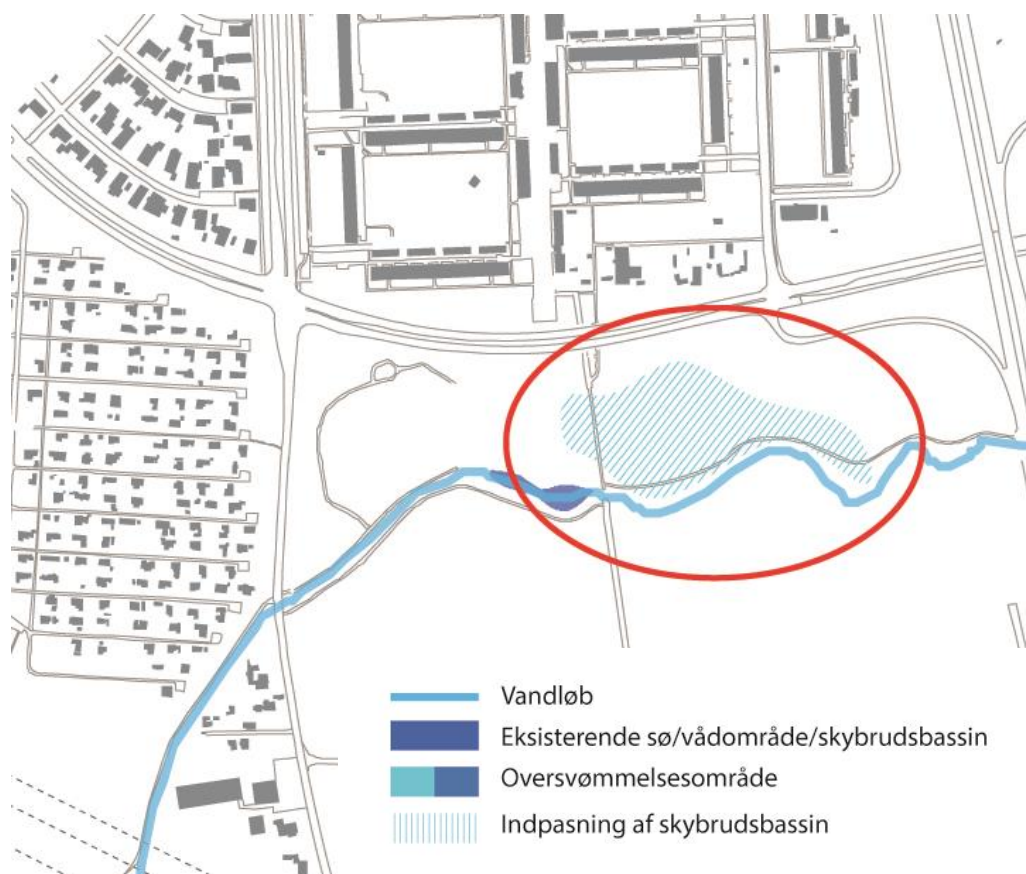 Vandløb
Eksisterende sø/vådområde/skybrudsbassin
Oversvømmelsesområde
Indpasning af skybrudsbassin